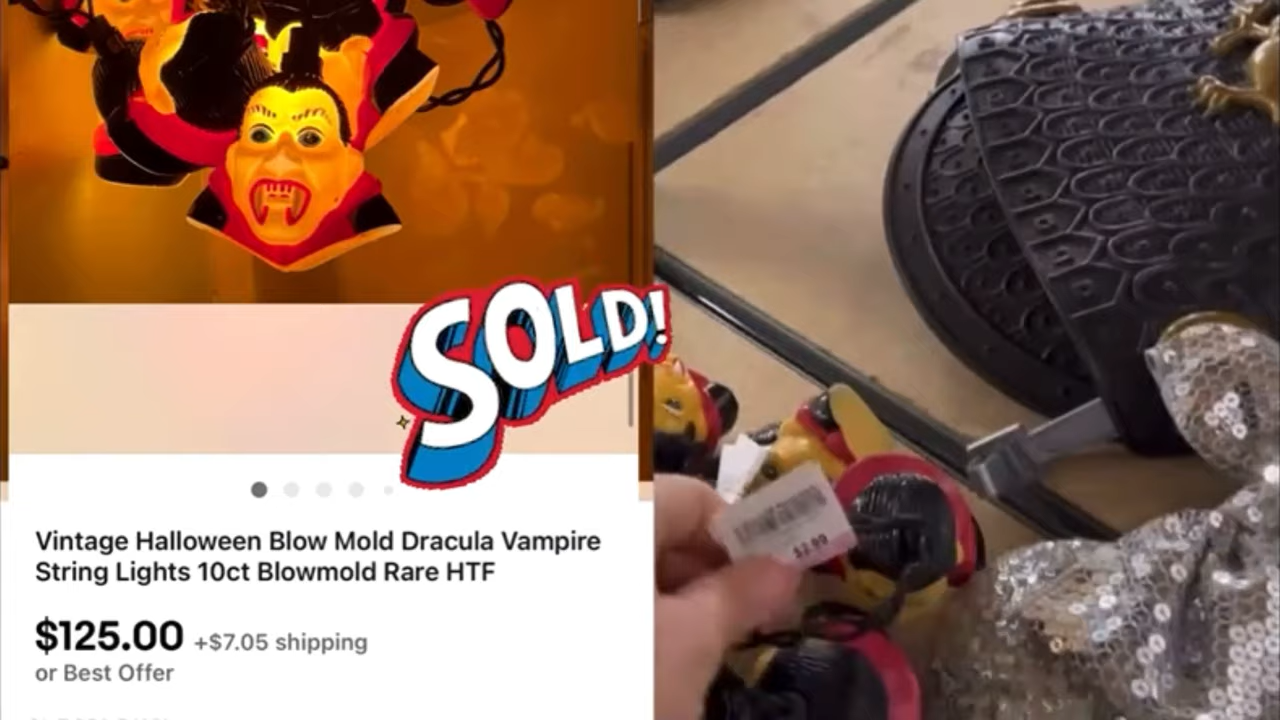 SOLD!
Vintage Halloween Blow Mold Dracula Vampire
String Lights 10ct Blowmold Rare HTF
$125.00 +$7.05 shipping
or Best Offer
$2.99